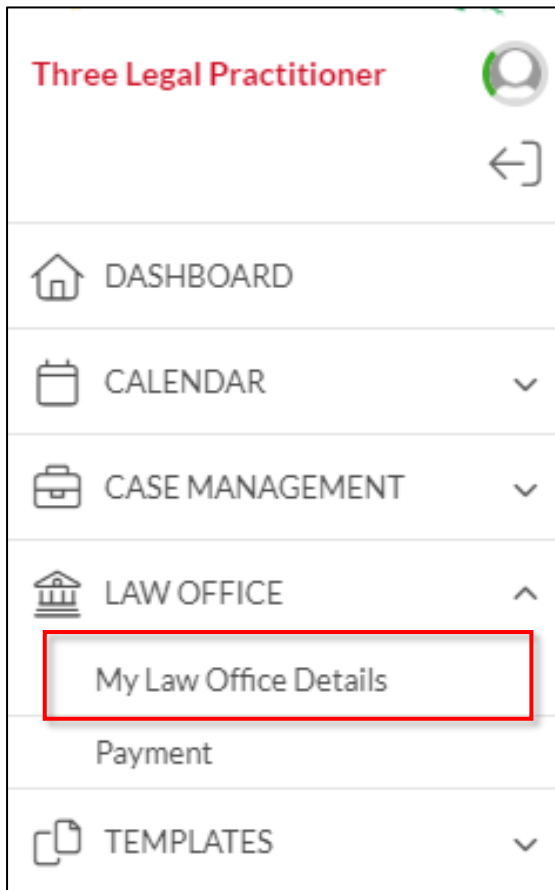 Three Legal Practitioner
DASHBOARD
CALENDAR
CASE MANAGEMENT
LAW OFFICE
My Law Office Details
Payment
TEMPLATES